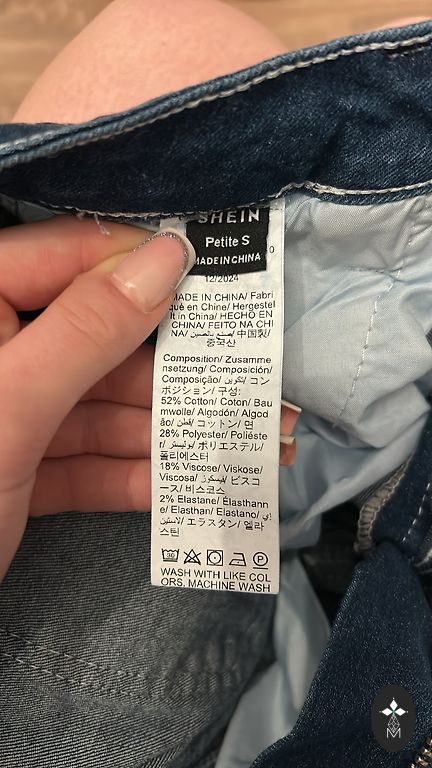 SHEIN
Petite S
MADE IN CHINA
12/2024
MADE IN CHINA/ Fabri
qué en Chine/ Hergestel
lt in China/ HECHO EN
CHINA/ FEITO NA CHI
NA/ صنع بالصين/ 中国製/
중국산
Composition/ Zusamme
nsetzung/ Composición/
Composição/ تكوين/ コン
ポジション/ 구성:
52% Cotton/ Coton/ Bau
mwolle/ Algodón/ Algod
ão/ قطن/ コットン/ 면
28% Polyester/ Poliéste
r/ بوليستر/ ポリエステル/
폴리에스터
18% Viscose/ Viskose/
Viscosa/ فيسكوز/ ビスコ
ース/ 비스코스
2% Elastane/ Élasthann
e/ Elasthan/ Elastano/ إي
لاستين/ エラスタン/ 엘라
스틴
30
P
WASH WITH LIKE COL
ORS, MACHINE WASH
M